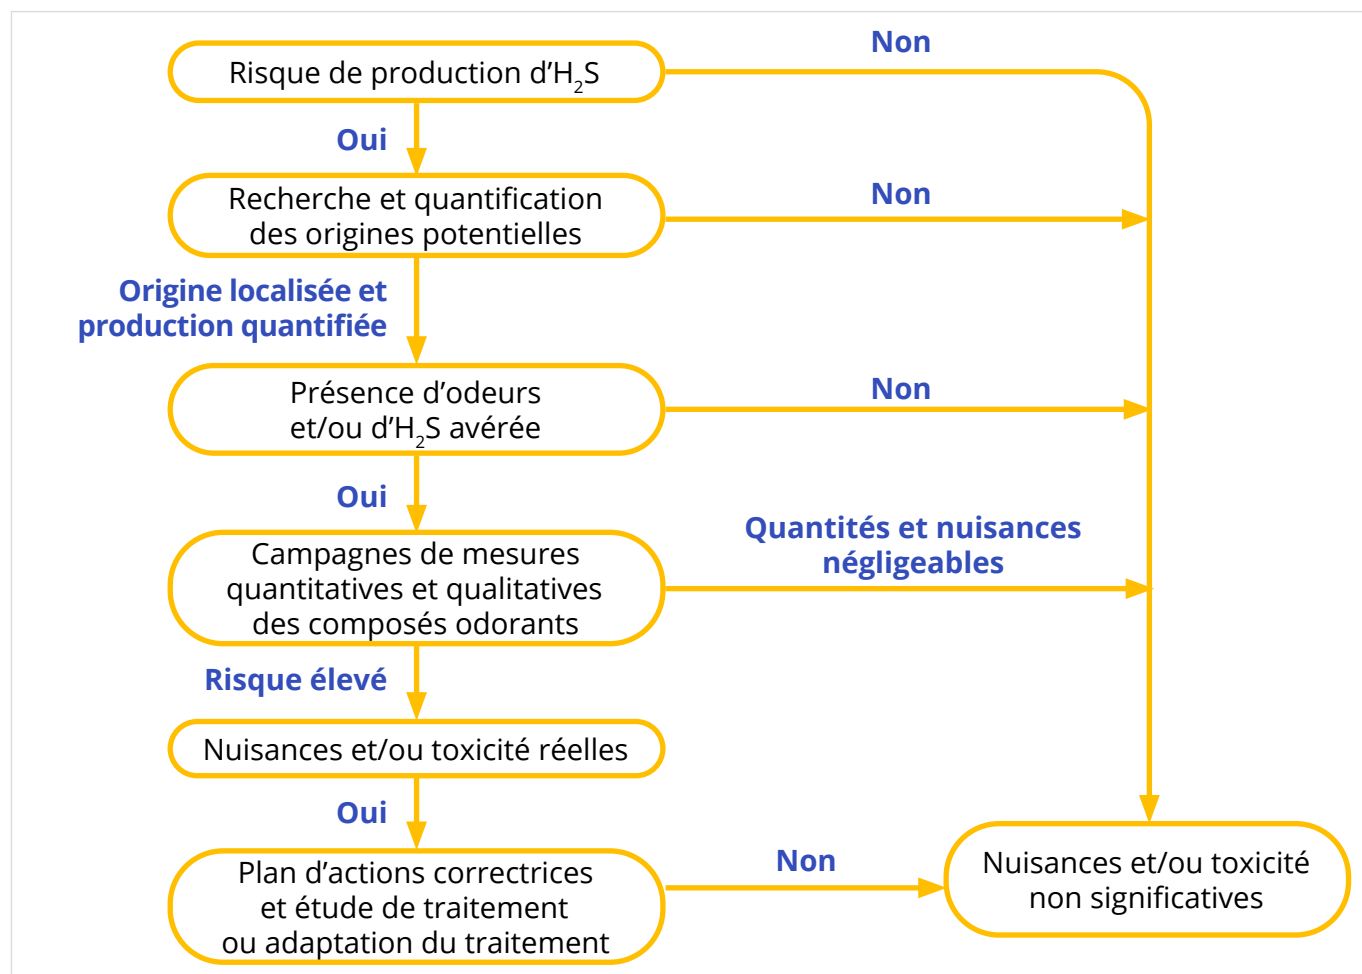 Risque de production d’H₂S
Non
Oui
Recherche et quantification
des origines potentielles
Non
Origine localisée et
production quantifiée
Présence d’odeurs
et/ou d’H₂S avérée
Non
Oui
Campagnes de mesures
quantitatives et qualitatives
des composés odorants
Quantités et nuisances
négligeables
Risque élevé
Nuisances et/ou toxicité réelles
Oui
Plan d’actions correctrices
et étude de traitement
ou adaptation du traitement
Non
Nuisances et/ou toxicité
non significatives